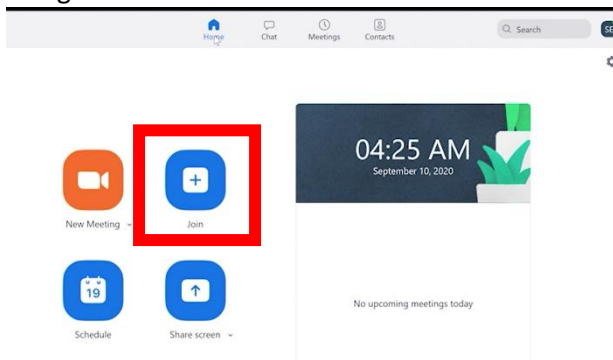 Home Chat Meetings Contacts Search SE
04:25 AM
September 10, 2020
New Meeting Join
19
Schedule Share screen
No upcoming meetings today